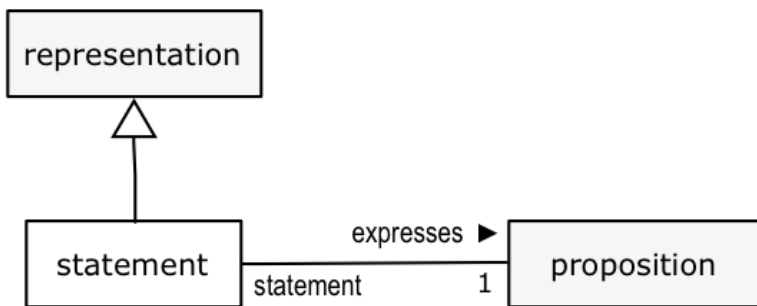 representation
expresses ►
statement
statement
1
proposition